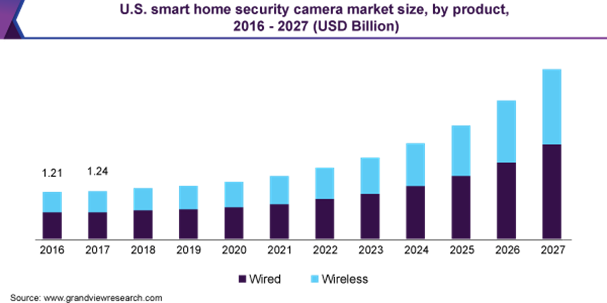 U.S. smart home security camera market size, by product,
2016 - 2027 (USD Billion)
1.21 1.24
2016 2017 2018 2019 2020 2021 2022 2023 2024 2025 2026 2027
Wired Wireless
Source: www.grandviewresearch.com